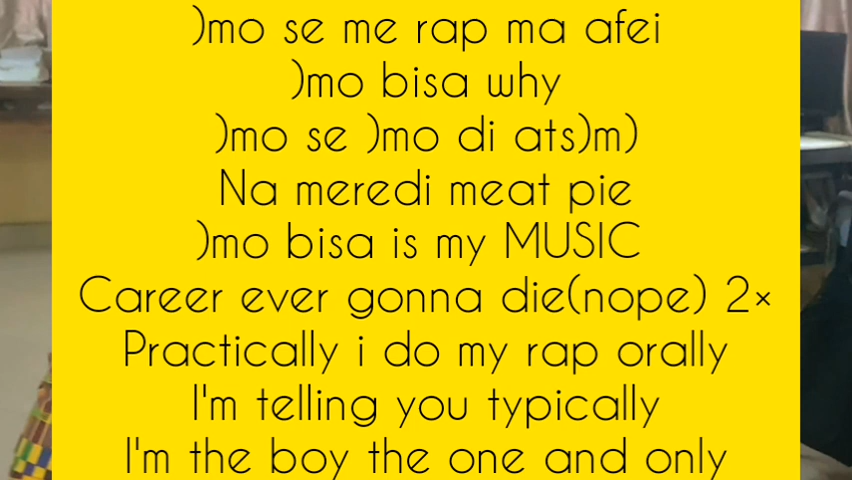 )mo se me rap ma afei
)mo bisa why
)mo se )mo di ats)m)
Na meredi meat pie
)mo bisa is my MUSIC
Career ever gonna die(nope) 2×
Practically i do my rap orally
I'm telling you typically
I'm the boy the one and only